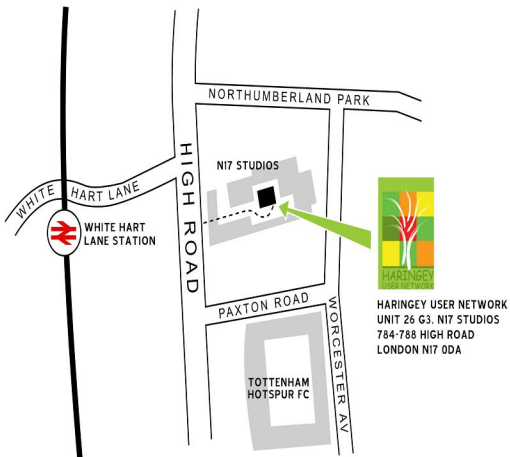 NORTHUMBERLAND PARK
N17 STUDIOS
HIGH ROAD
WHITE HART LANE
WHITE HART
LANE STATION
HARINGEY
USER NETWORK
HARINGEY USER NETWORK
UNIT 26 G3. N17 STUDIOS
784-788 HIGH ROAD
LONDON N17 0DA
PAXTON ROAD
WORCESTER AV
TOTTENHAM
HOTSPUR FC